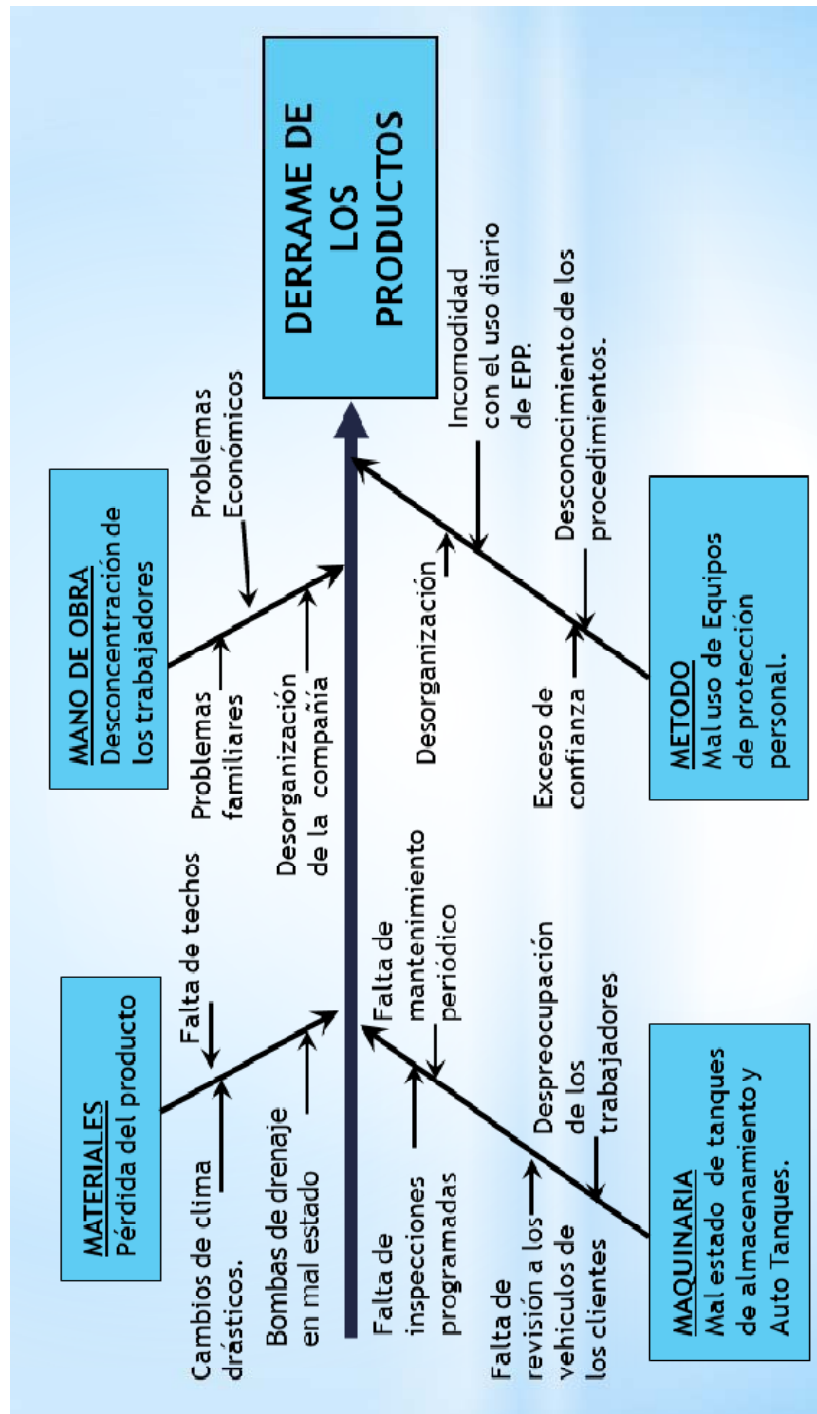 MATERIALES
Pérdida del producto
MANO DE OBRA
Desconcentración de
los trabajadores
Cambios de clima
drásticos.
Falta de techos
Bombas de drenaje
en mal estado
Problemas
familiares
Problemas
Económicos
Desorganización
de la compañía
DERRAME DE
LOS
PRODUCTOS
Falta de
inspecciones
programadas
Falta de
mantenimiento
periódico
Falta de
revisión a los
vehículos de
los clientes
Despreocupación
de los
trabajadores
Desorganización
Incomodidad
con el uso diario
de EPP.
Exceso de
confianza
Desconocimiento de los
procedimientos.
MAQUINARIA
Mal estado de tanques
de almacenamiento y
Auto Tanques.
METODO
Mal uso de Equipos
de protección
personal.